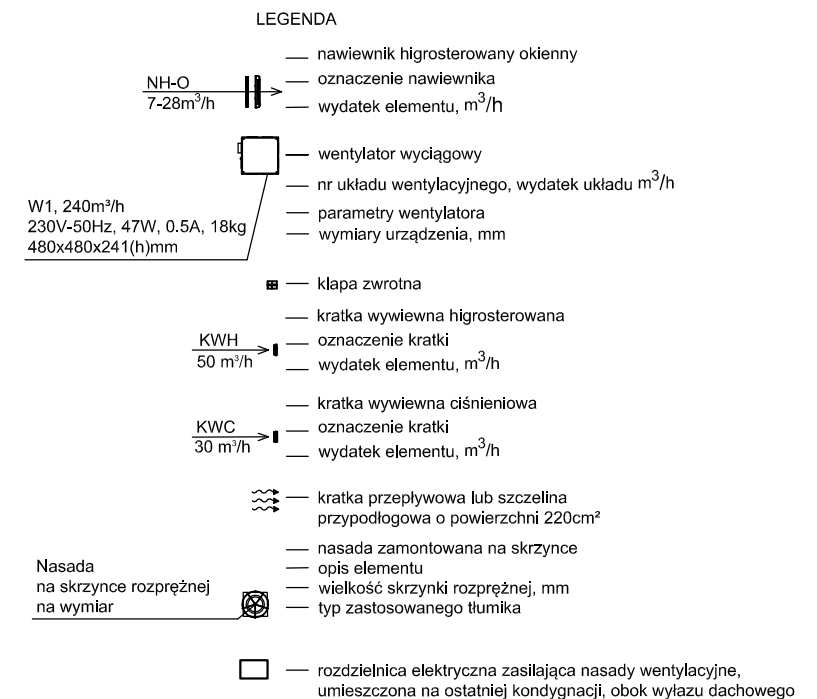 LEGENDA
nawiewnik higrosterowany okienny
NH-O
oznaczenie nawiewnika
7-28m³/h
wydatek elementu, m³/h
wentylator wyciągowy
nr układu wentylacyjnego, wydatek układu m³/h
W1, 240m³/h
parametry wentylatora
230V-50Hz, 47W, 0.5A, 18kg
wymiary urządzenia, mm
480x480x241(h)mm
klapa zwrotna
kratka wywiewna higrosterowana
KWH
oznaczenie kratki
50 m³/h
wydatek elementu, m³/h
kratka wywiewna ciśnieniowa
KWC
oznaczenie kratki
30 m³/h
wydatek elementu, m³/h
kratka przepływowa lub szczelina
przypodłogowa o powierzchni 220cm²
nasada zamontowana na skrzynce
Nasada
opis elementu
na skrzynce rozprężnej
wielkość skrzynki rozprężnej, mm
na wymiar
typ zastosowanego tłumika
rozdzielnica elektryczna zasilająca nasady wentylacyjne,
umieszczona na ostatniej kondygnacji, obok wyłazu dachowego